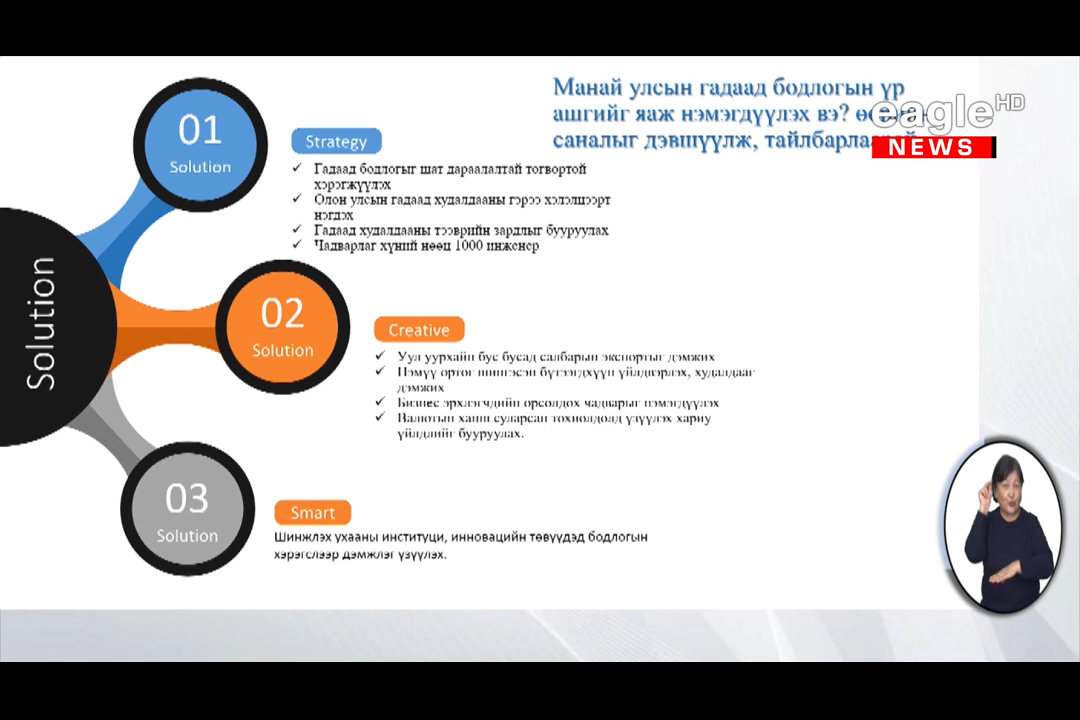 Манай улсын гадаад бодлогын үр
ашгийг яаж нэмэгдүүлэх вэ?
саналыг дэвшүүлж,
eagle HD
NEWS
Solution
01
Solution
Strategy
Гадаад бодлогыг шат дараалалтай тогвортой
хэрэгжүүлэх
Олон улсын гадаад худалдааны гэрээ хэлэлцээрт
нэгдэх
Гадаад худалдааны тээврийн зардлыг бууруулах
Чадварлаг хүний нөөц 1000 инженер
02
Solution
Creative
Уул уурхайн бус бусад салбарын экспортыг дэмжих
Нэмүү өртөг шингэсэн бүтээгдхүүн үйлдвэрлэх, худалдааг
дэмжих
Бизнес эрхлэгчдийн өрсөлдөх чадварыг нэмэгдүүлэх
Валютын ханш суларсан тохиолдолд үзүүлэх хариу
үйлдлийг бууруулах.
03
Solution
Smart
Шинжлэх ухааны институци, инновацийн төвүүдэд бодлогын
хэрэгслээр дэмжлэг үзүүлэх.